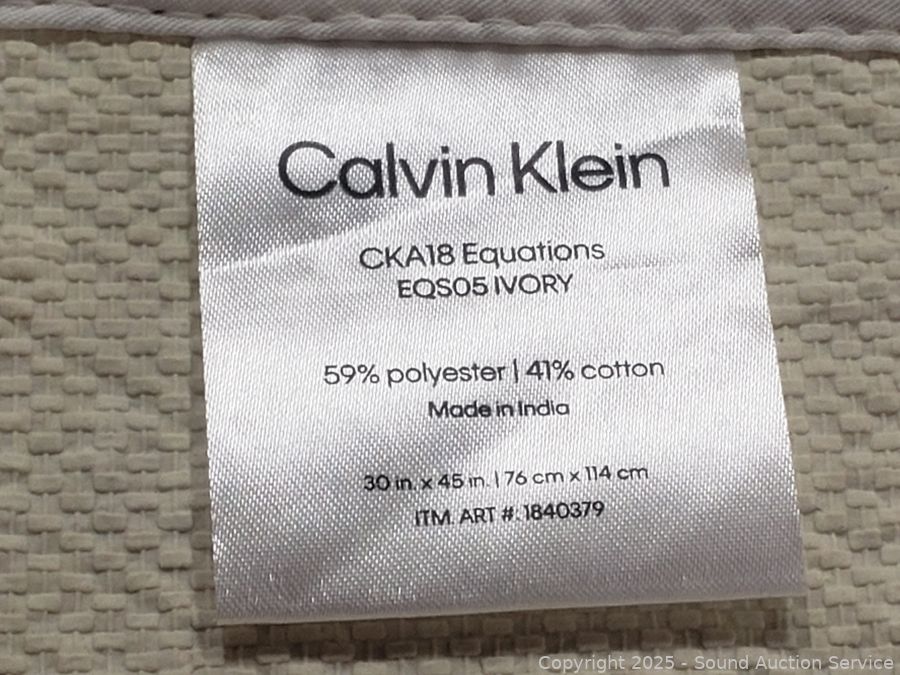 Calvin Klein
CKA18 Equations
EQS05 IVORY
59% polyester | 41% cotton
Made in India
30 in. x 45 in. | 76 cm x 114 cm
ITM. ART #: 1840379
Copyright 2025 - Sound Auction Service